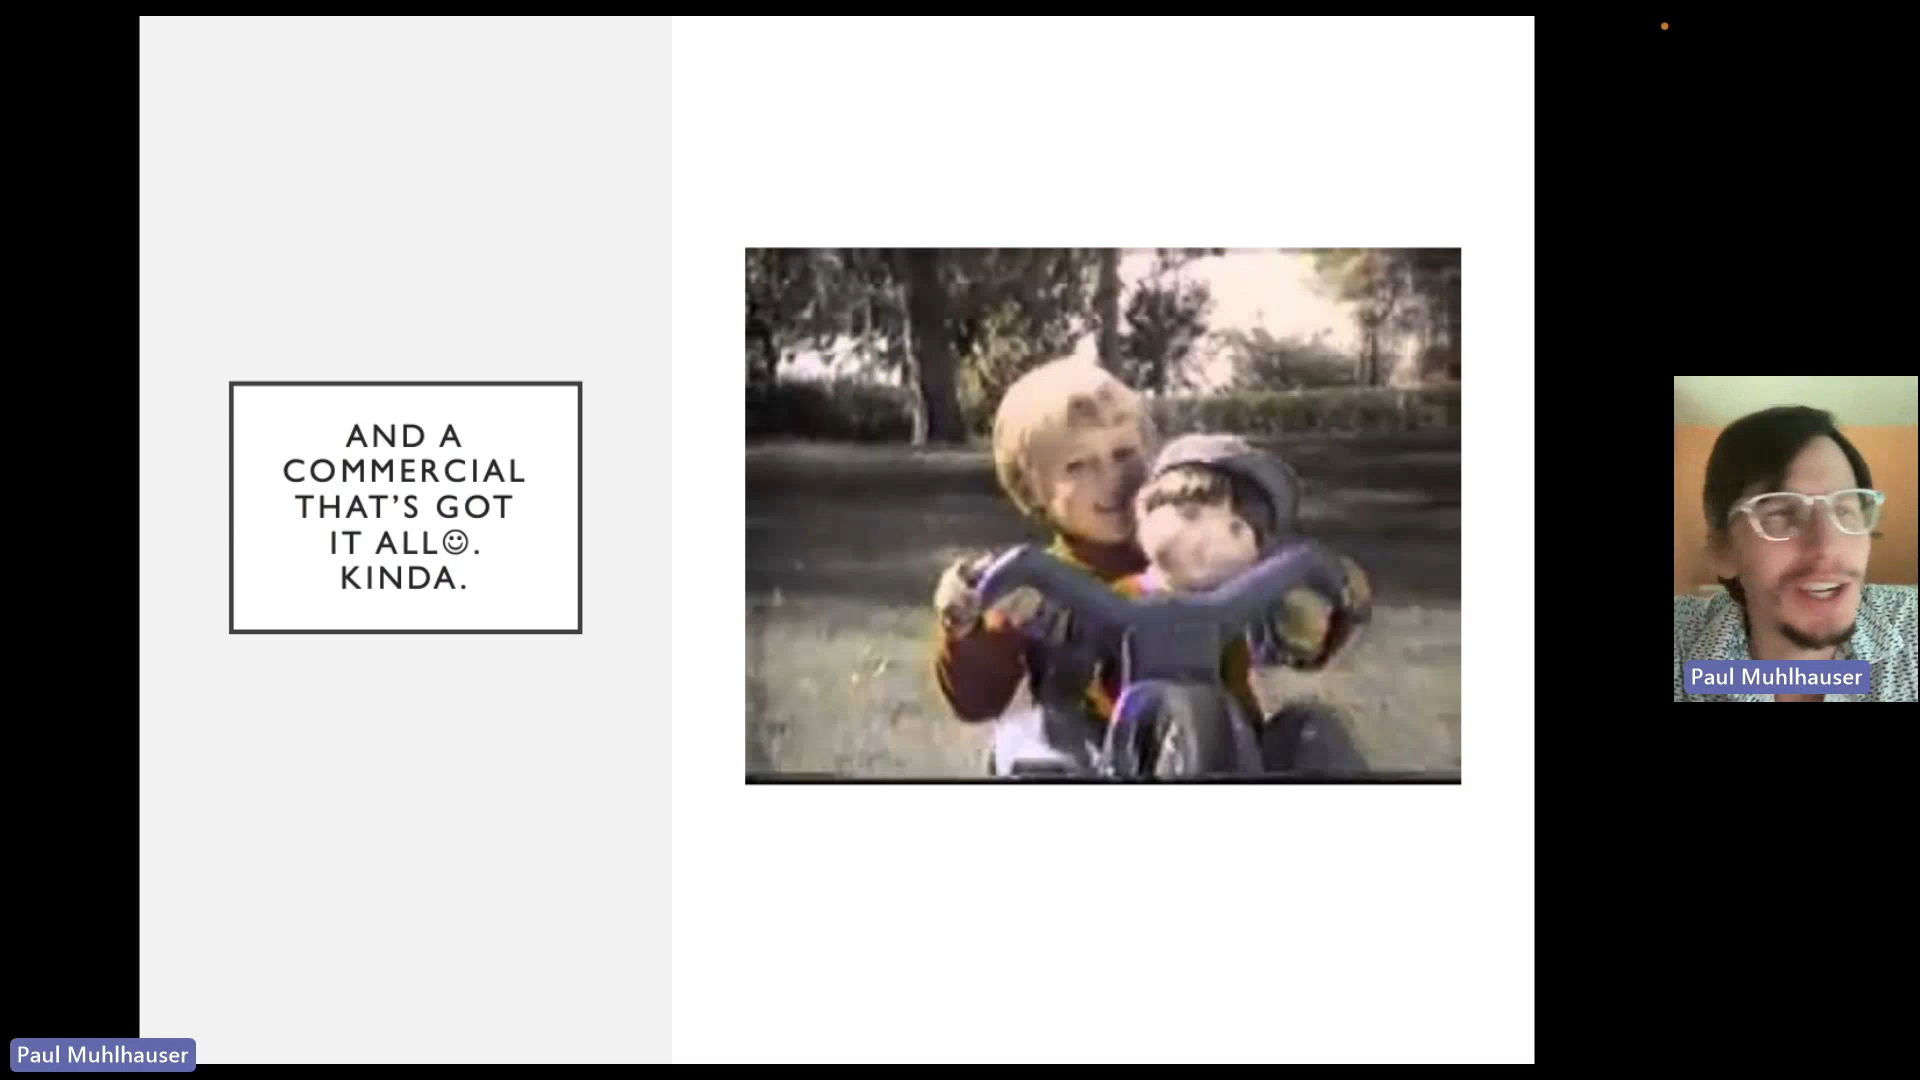 AND A
COMMERCIAL
THAT’S GOT
IT ALL☺.
KINDA.
Paul Muhlhauser
Paul Muhlhauser